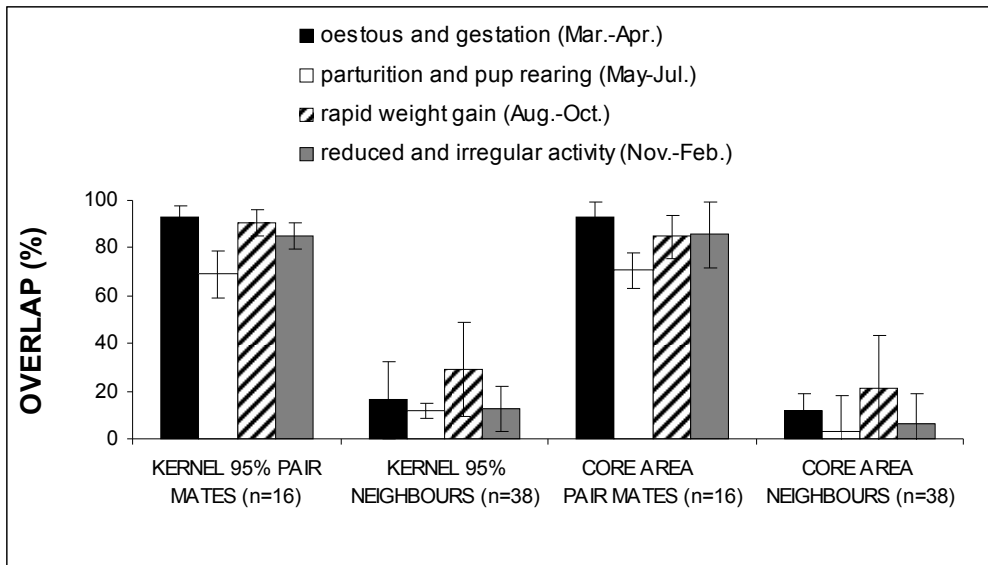 oestous and gestation (Mar.-Apr.)
parturition and pup rearing (May-Jul.)
rapid weight gain (Aug.-Oct.)
reduced and irregular activity (Nov.-Feb.)
OVERLAP (%)
100
80
60
40
20
0
KERNEL 95% PAIR
MATES (n=16)
KERNEL 95%
NEIGHBOURS (n=38)
CORE AREA
PAIR MATES (n=16)
CORE AREA
NEIGHBOURS (n=38)